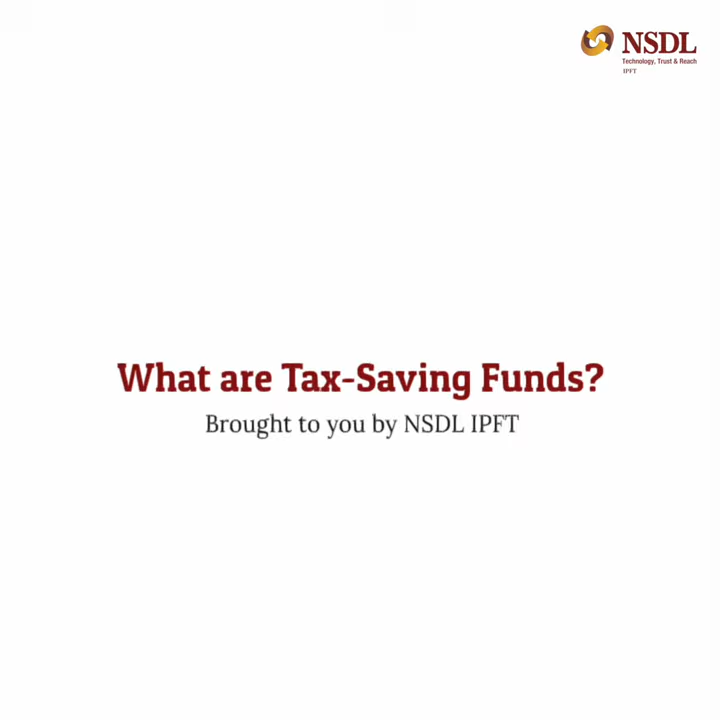 NSDL
Technology, Trust & Reach
IPFT
What are Tax-Saving Funds?
Brought to you by NSDL IPFT